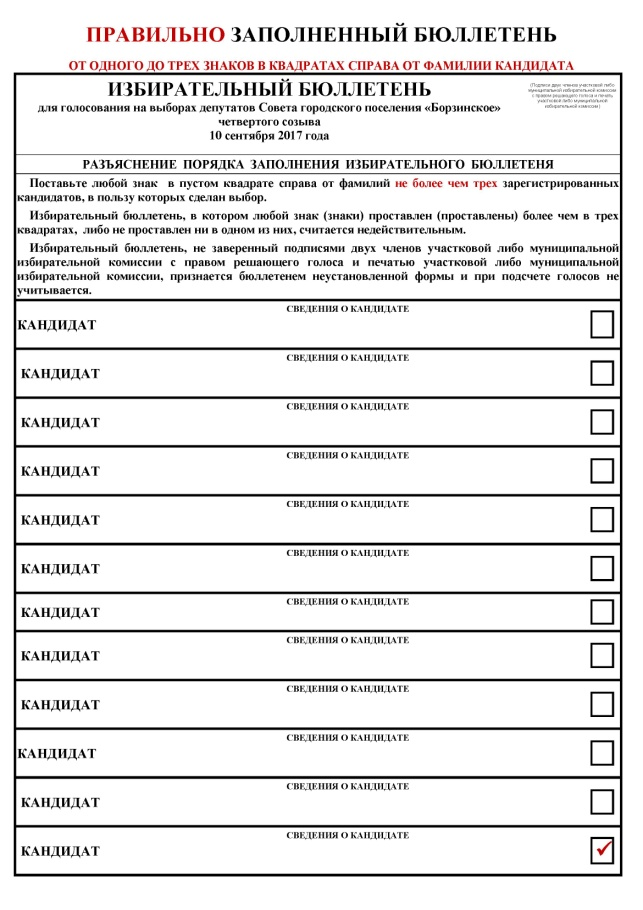 ПРАВИЛЬНО ЗАПОЛНЕННЫЙ БЮЛЛЕТЕНЬ
ОТ ОДНОГО ДО ТРЕХ ЗНАКОВ В КВАДРАТАХ СПРАВА ОТ ФАМИЛИИ КАНДИДАТА
ИЗБИРАТЕЛЬНЫЙ БЮЛЛЕТЕНЬ
для голосования на выборах депутатов Совета городского поселения «Борзинское»
четвертого созыва
10 сентября 2017 года
(Подписи двух членов участковой либо
муниципальной избирательной комиссии
с правом решающего голоса и печать
участковой либо муниципальной
избирательной комиссии)
РАЗЪЯСНЕНИЕ ПОРЯДКА ЗАПОЛНЕНИЯ ИЗБИРАТЕЛЬНОГО БЮЛЛЕТЕНЯ
Поставьте любой знак в пустом квадрате справа от фамилий не более чем трех зарегистрированных
кандидатов, в пользу которых сделан выбор.
Избирательный бюллетень, в котором любой знак (знаки) проставлен (проставлены) более чем в трех
квадратах, либо не проставлен ни в одном из них, считается недействительным.
Избирательный бюллетень, не заверенный подписями двух членов участковой либо муниципальной
избирательной комиссии с правом решающего голоса и печатью участковой либо муниципальной
избирательной комиссии, признается бюллетенем неустановленной формы и при подсчете голосов не
учитывается.
СВЕДЕНИЯ О КАНДИДАТЕ
КАНДИДАТ
СВЕДЕНИЯ О КАНДИДАТЕ
КАНДИДАТ
СВЕДЕНИЯ О КАНДИДАТЕ
КАНДИДАТ
СВЕДЕНИЯ О КАНДИДАТЕ
КАНДИДАТ
СВЕДЕНИЯ О КАНДИДАТЕ
КАНДИДАТ
СВЕДЕНИЯ О КАНДИДАТЕ
КАНДИДАТ
СВЕДЕНИЯ О КАНДИДАТЕ
КАНДИДАТ
СВЕДЕНИЯ О КАНДИДАТЕ
КАНДИДАТ
СВЕДЕНИЯ О КАНДИДАТЕ
КАНДИДАТ
СВЕДЕНИЯ О КАНДИДАТЕ
КАНДИДАТ
СВЕДЕНИЯ О КАНДИДАТЕ
КАНДИДАТ
СВЕДЕНИЯ О КАНДИДАТЕ
КАНДИДАТ